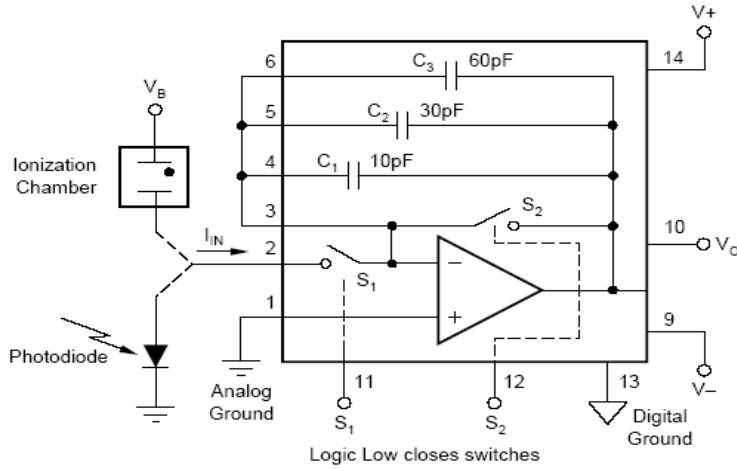 V+
6
C3 60pF
14
VB
5
C2 30pF
Ionization
Chamber
4
C1 10pF
3
S2
10
VO
IIN
2
S1
−
1
+
9
Photodiode
Analog
Ground
11
12
13
V−
S1
S2
Digital
Ground
Logic Low closes switches